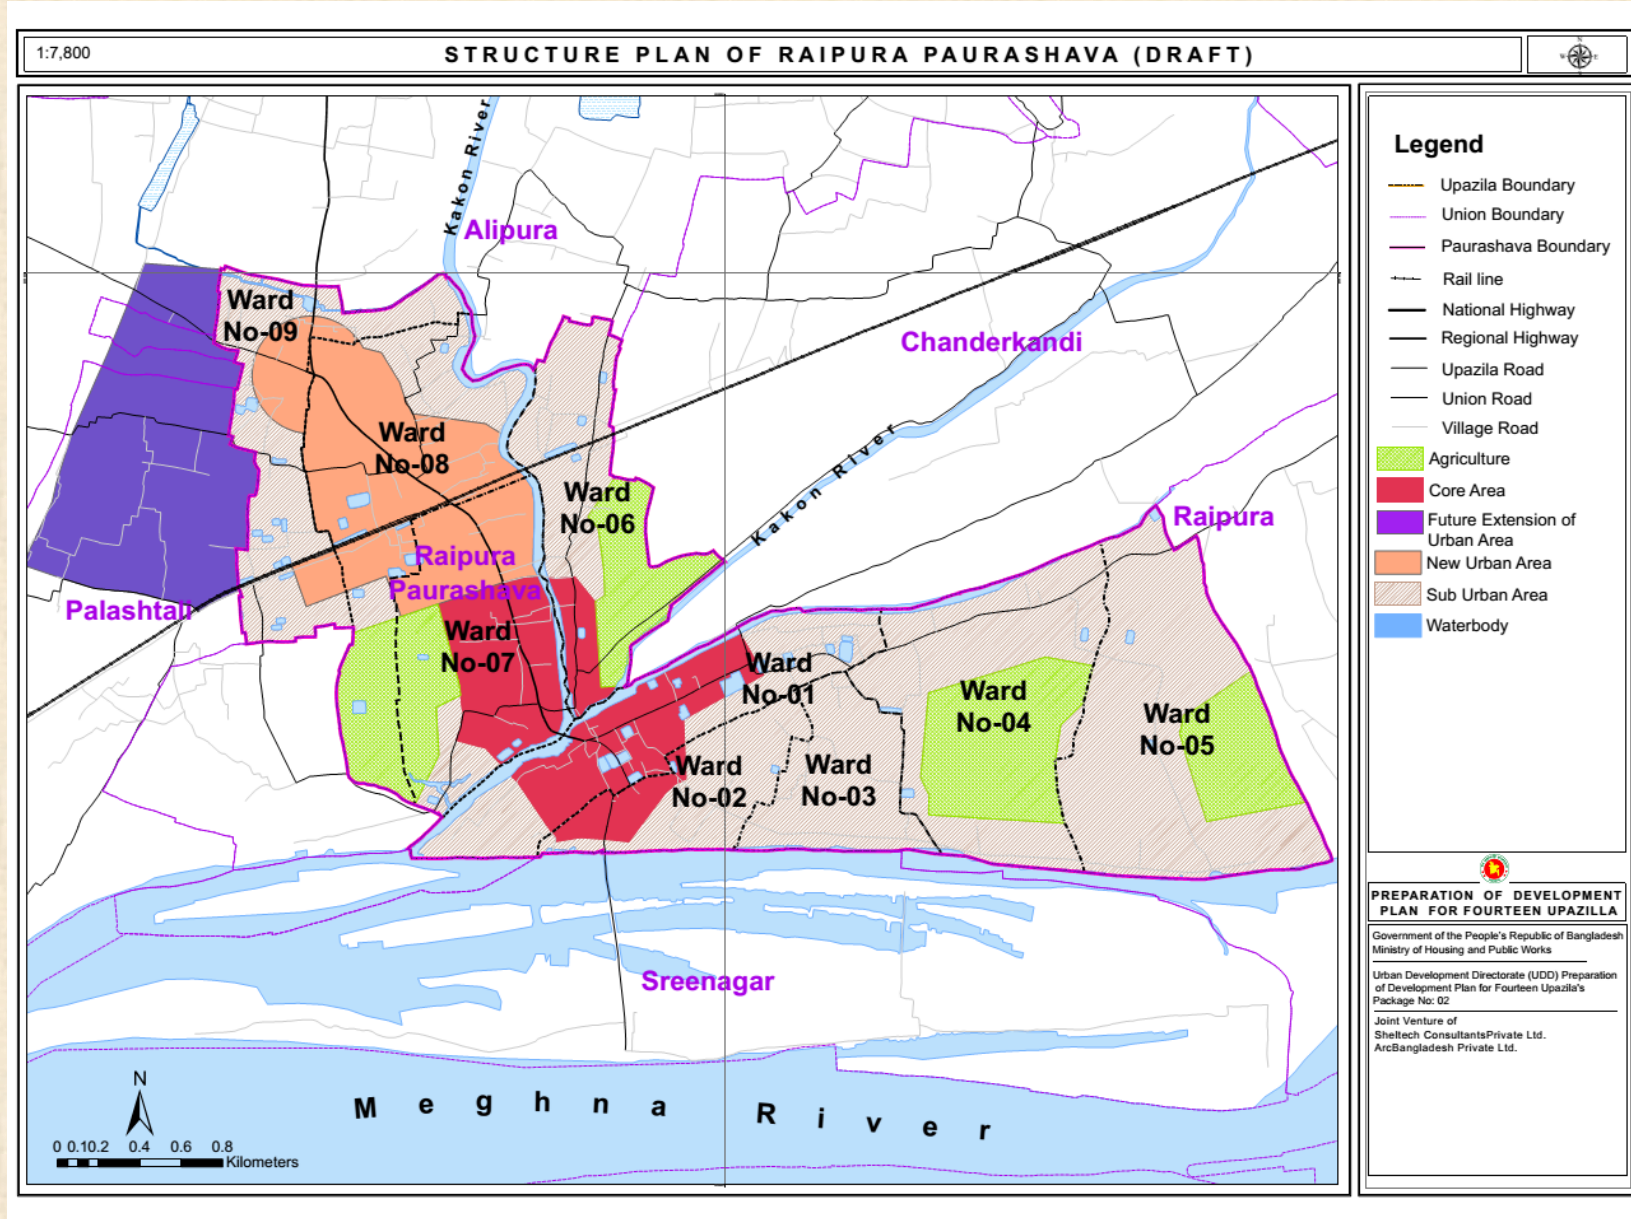 1:7,800
STRUCTURE PLAN OF RAIPURA PAURASHAVA (DRAFT)
N
W
E
Kakon River
Alipura
Ward
No-09
Chanderkandi
Ward
No-08
Kakon River
Ward
No-06
Raipura
Raipura
Paurashava
Palashtali
Ward
No-07
Ward
No-01
Ward
No-04
Ward
No-05
Ward
No-02
Ward
No-03
Sreenagar
Meghna River
N
0 0.10.2 0.4 0.6 0.8
Kilometers
Legend
Upazila Boundary
Union Boundary
Paurashava Boundary
Rail line
National Highway
Regional Highway
Upazila Road
Union Road
Village Road
Agriculture
Core Area
Future Extension of
Urban Area
New Urban Area
Sub Urban Area
Waterbody
PREPARATION OF DEVELOPMENT
PLAN FOR FOURTEEN UPAZILLA
Government of the People's Republic of Bangladesh
Ministry of Housing and Public Works
Urban Development Directorate (UDD) Preparation
of Development Plan for Fourteen Upazila's
Package No: 02
Joint Venture of
Sheltech ConsultantsPrivate Ltd.
ArcBangladesh Private Ltd.